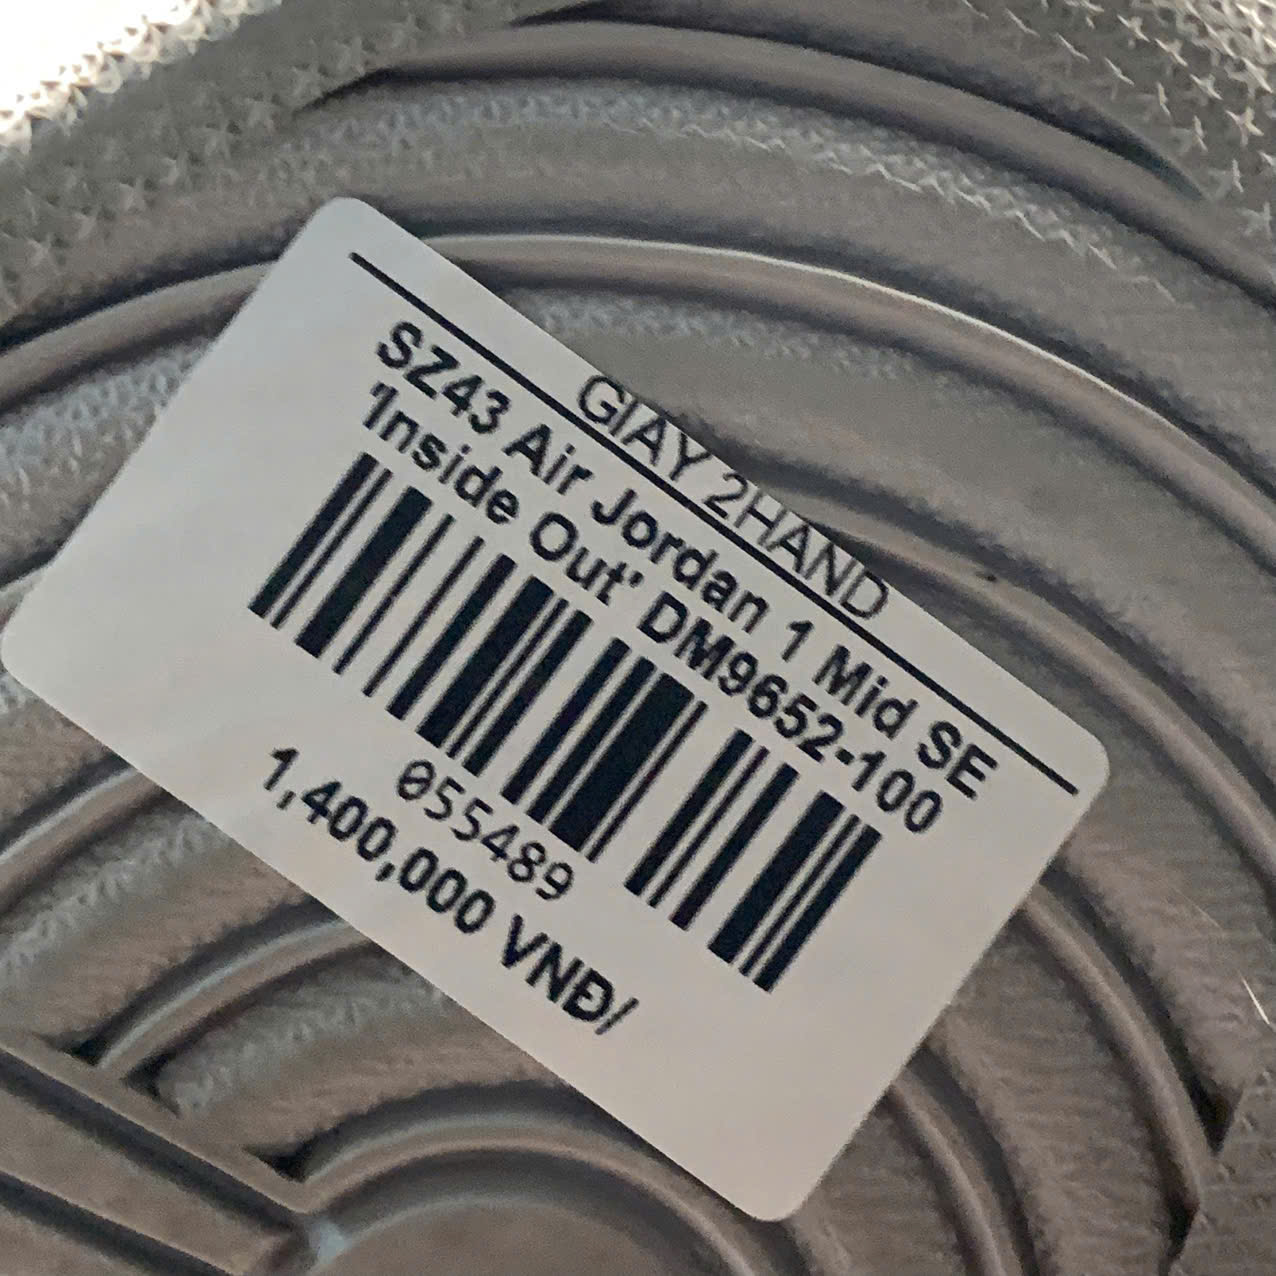 GIAY 2HAND
SZ43 Air Jordan 1 Mid SE
'Inside Out' DM9652-100
055489
1,400,000 VNĐ/